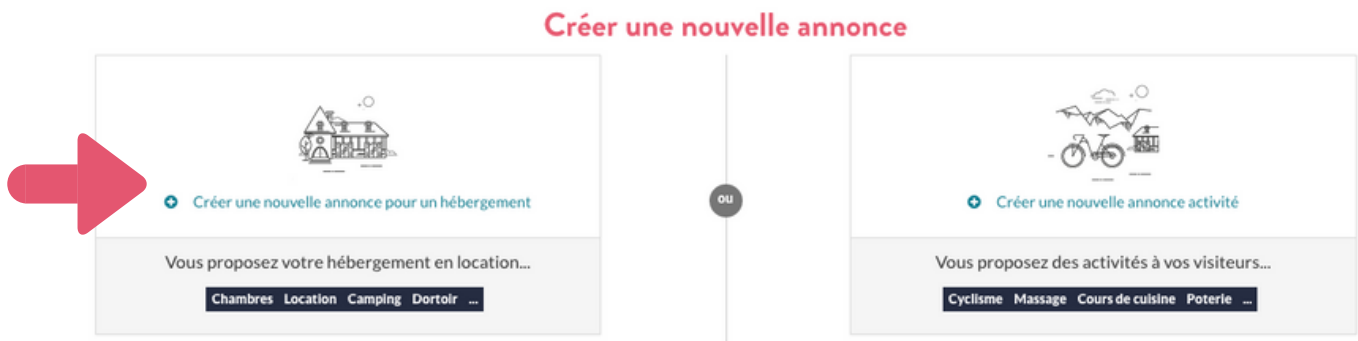 Créer une nouvelle annonce
Créer une nouvelle annonce pour un hébergement
Vous proposez votre hébergement en location...
Chambres Location Camping Dortoir ...
ou
Créer une nouvelle annonce activité
Vous proposez des activités à vos visiteurs...
Cyclisme Massage Cours de cuisine Poterie ...